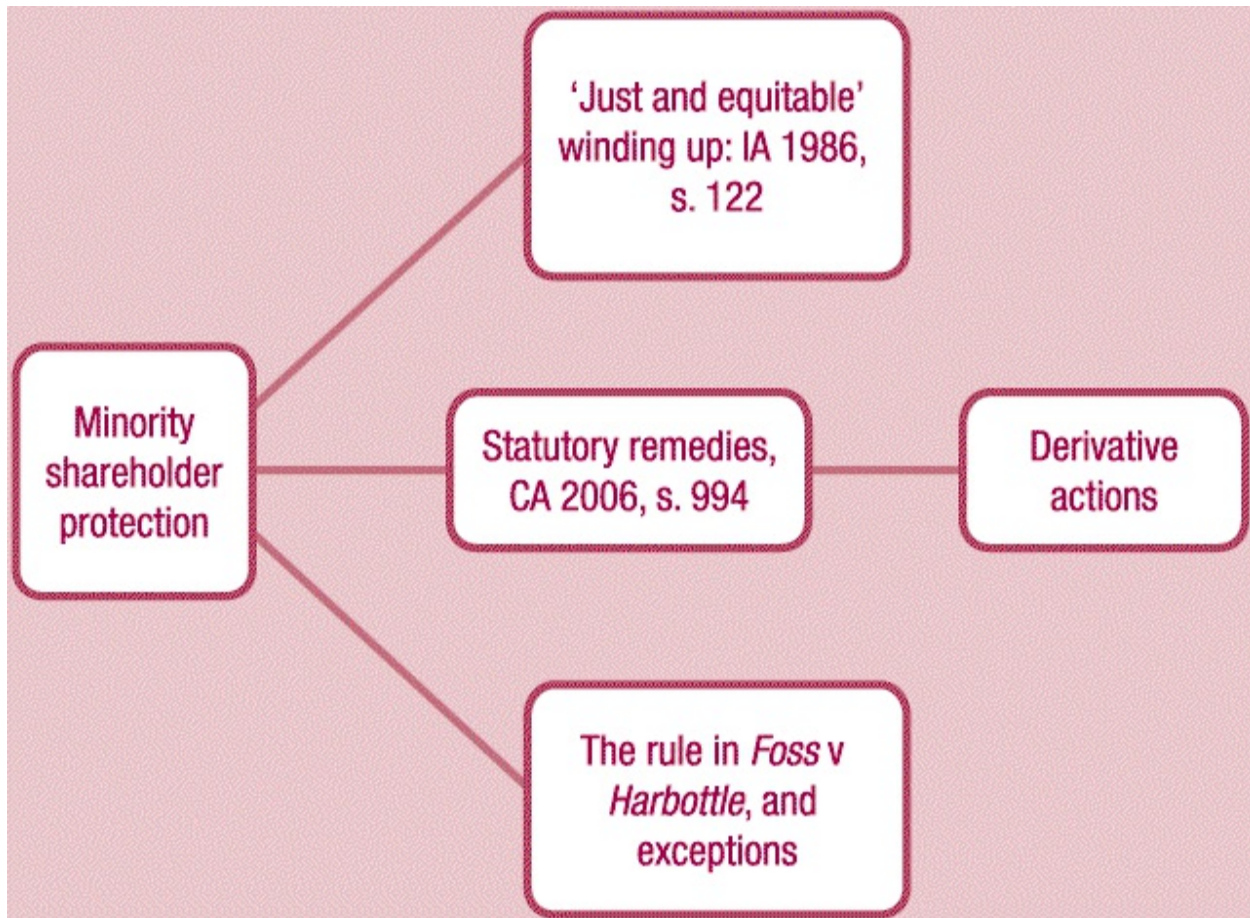 ‘Just and equitable’
winding up: IA 1986,
s. 122
Minority
shareholder
protection
Statutory remedies,
CA 2006, s. 994
Derivative
actions
The rule in Foss v
Harbottle, and
exceptions